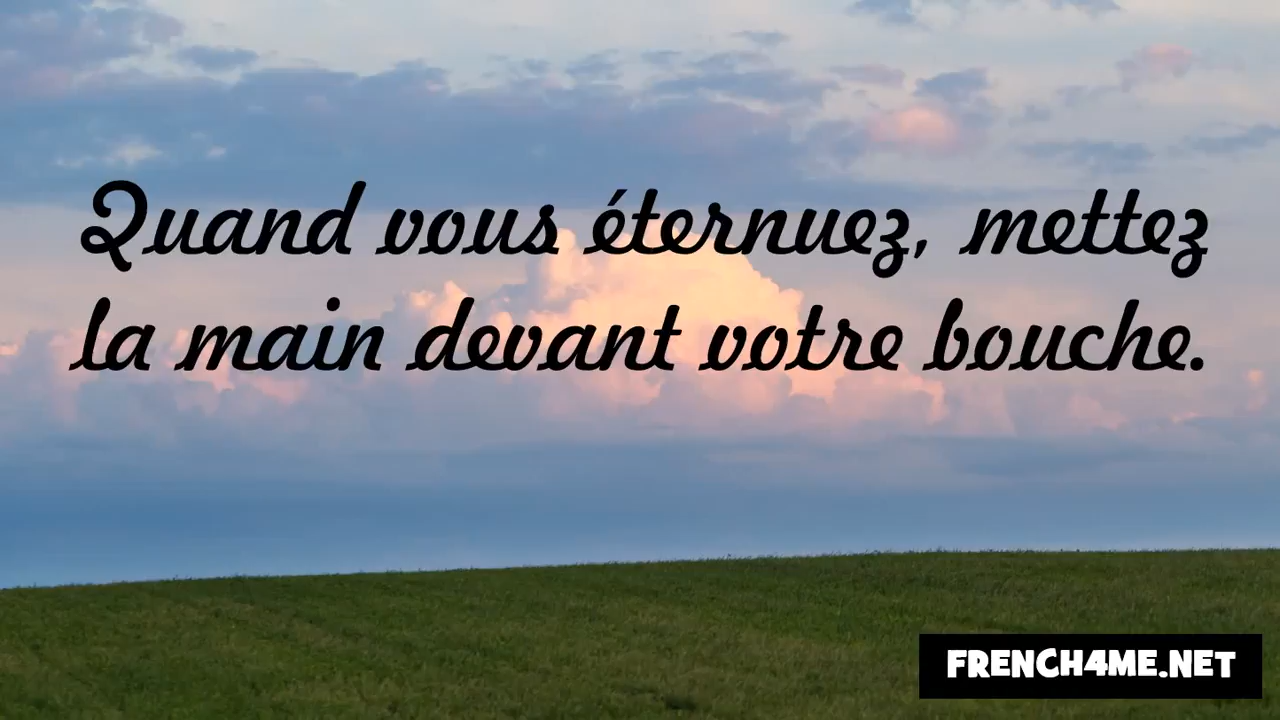 Quand vous éternuez, mettez
la main devant votre bouche.
FRENCH4ME.NET